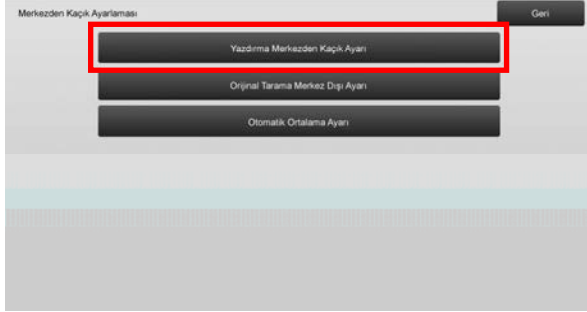 Merkezden Kaçık Ayarlaması
Geri
Yazdırma Merkezden Kaçık Ayarı
Orijinal Tarama Merkez Dışı Ayarı
Otomatik Ortalama Ayarı